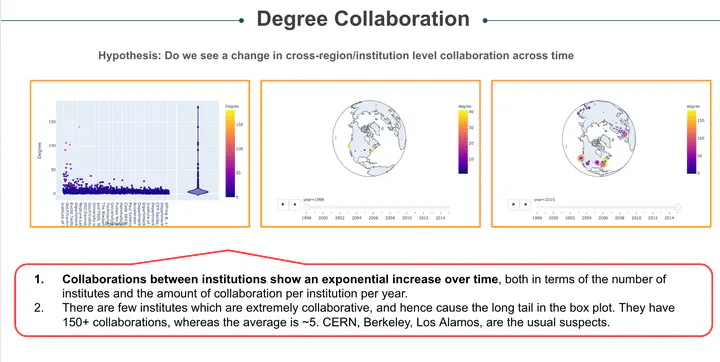 Degree Collaboration
Hypothesis: Do we see a change in cross-region/institution level collaboration across time
Degree
150
100
50
0
Degree
150
100
50
0
degree
40
30
20
10
year=1998
1998 2000 2002 2004 2006 2008 2010 2012 2014
degree
150
100
50
0
year=2015
1998 2000 2002 2004 2006 2008 2010 2012 2014
1. Collaborations between institutions show an exponential increase over time, both in terms of the number of
institutes and the amount of collaboration per institution per year.
2. There are few institutes which are extremely collaborative, and hence cause the long tail in the box plot. They have
150+ collaborations, whereas the average is ~5. CERN, Berkeley, Los Alamos, are the usual suspects.